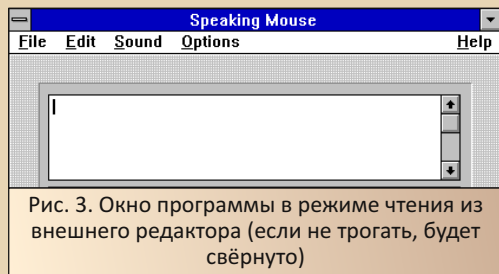 Speaking Mouse
File Edit Sound Options Help
Рис. 3. Окно программы в режиме чтения из
внешнего редактора (если не трогать, будет
свёрнуто)